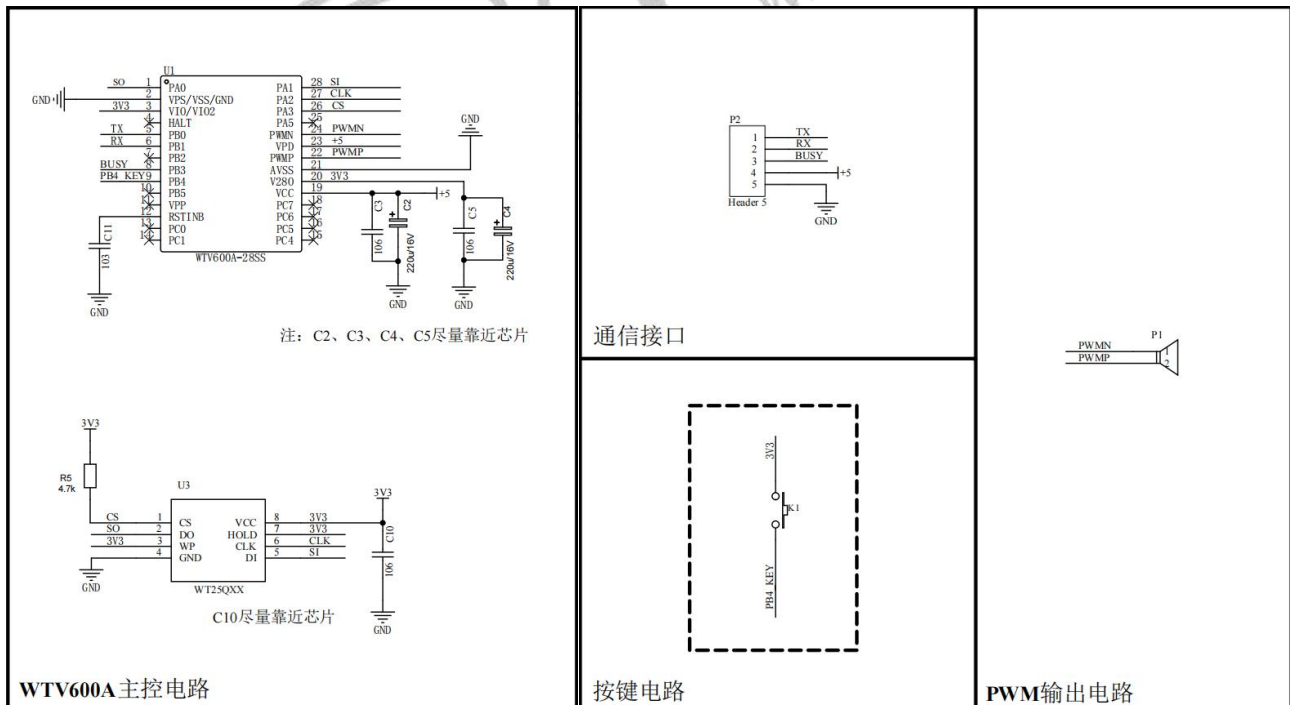 U1
SO 1 PA0 PA1 28 SI
GND 2 VPS/VSS/GND PA2 27 CLK
3V3 3 VIO/VIO2 PA3 26 CS
4 HALT PA5 25
TX 5 PB0 PWMN 24 PWMN
RX 6 PB1 VPD 23 +5
7 PB2 PWMP 22 PWMP
BUSY 8 PB3 AVSS 21 GND
PB4 KEY 9 PB4 V28O 20 3V3
10 PB5 VCC 19 +5
11 VPP PC7 18
12 RSTINB PC6 17
13 PC0 PC5 16
14 PC1 PC4 15
WTV600A-28SS
C11
103
GND
C3
106
C2
220u/16V
GND
C5
106
C4
220u/16V
GND
注：C2、C3、C4、C5尽量靠近芯片
3V3
R5
4.7k
U3
CS 1 CS VCC 8 3V3
SO 2 DO HOLD 7 3V3
3V3 3 WP CLK 6 CLK
4 GND DI 5 SI
GND
WT25QXX
3V3
C10
106
GND
C10尽量靠近芯片
WTV600A主控电路
P2
1 TX
2 RX
3 BUSY
4 +5
5
Header 5
GND
通信接口
3V3
K1
PB4 KEY
按键电路
P1
PWMN 1
PWMP 2
PWM输出电路